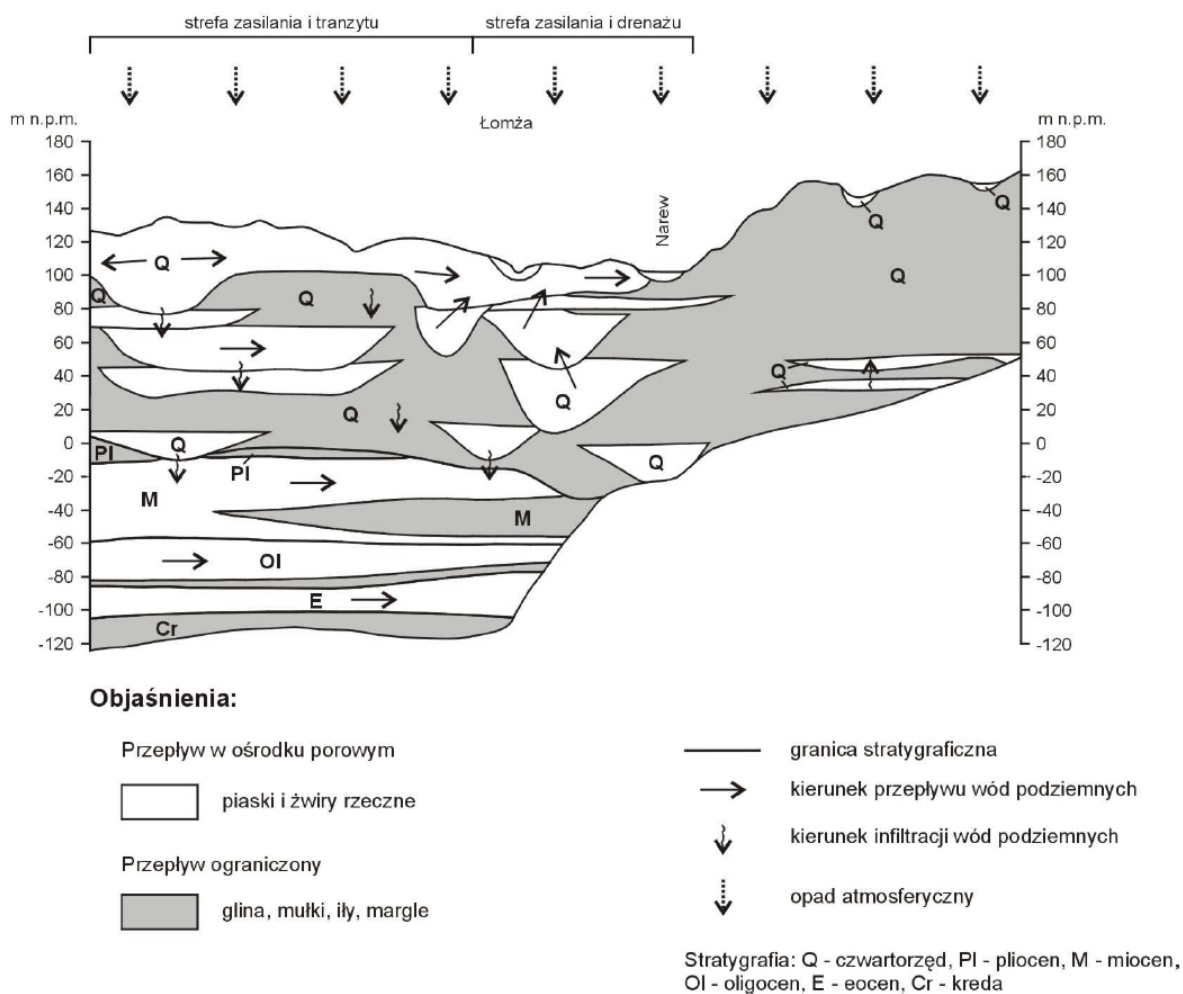 strefa zasilania i tranzytu
strefa zasilania i drenażu
Łomża
m n.p.m.
m n.p.m.
180
180
160
160
140
140
120
120
100
100
80
80
60
60
40
40
20
20
0
0
-20
-20
-40
-40
-60
-60
-80
-80
-100
-100
-120
-120
Narew
Q
Q
Q
Q
Q
Q
Q
Q
Q
Q
Q
Q
Pl
Pl
M
M
Ol
E
Cr
Objaśnienia:
Przepływ w ośrodku porowym
piaski i żwiry rzeczne
Przepływ ograniczony
glina, mułki, iły, margle
granica stratygraficzna
kierunek przepływu wód podziemnych
kierunek infiltracji wód podziemnych
opad atmosferyczny
Stratygrafia: Q - czwartorzęd, Pl - pliocen, M - miocen,
Ol - oligocen, E - eocen, Cr - kreda